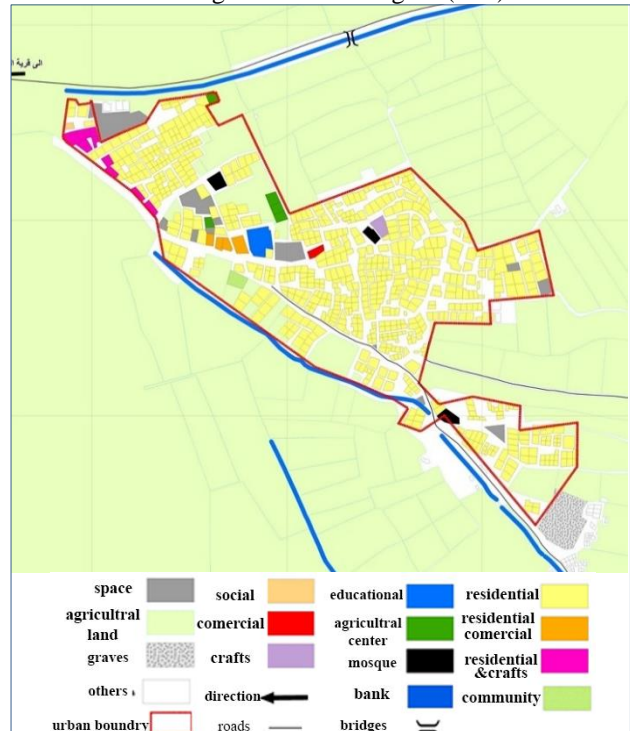 الى قرية
space social educational residential
agricultral land comercial agricultral center residential comercial
graves crafts mosque residential &crafts
others direction bank community
urban boundry roads bridges